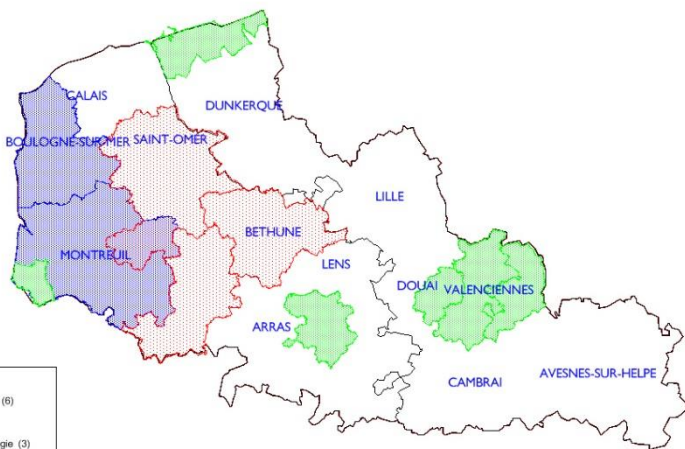 CALAIS
DUNKERQUE
BOULOGNE-SUR-MER
SAINT-OMER
LILLE
BETHUNE
MONTREUIL
LENS
DOUAI
VALENCIENNES
ARRAS
CAMBRAI
AVESNES-SUR-HELPE
(6)
gie (3)